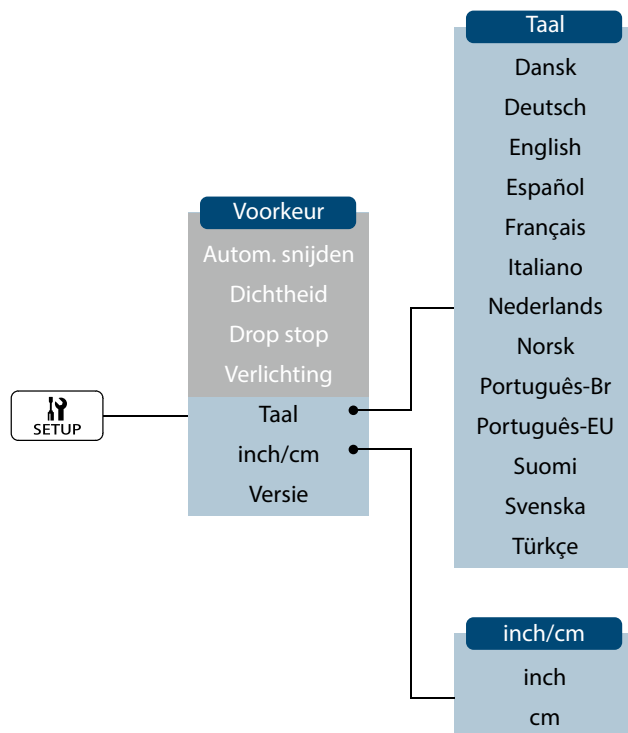 SETUP
Voorkeur
Autom. snijden
Dichtheid
Drop stop
Verlichting
Taal
inch/cm
Versie
Taal
Dansk
Deutsch
English
Español
Français
Italiano
Nederlands
Norsk
Português-Br
Português-EU
Suomi
Svenska
Türkçe
inch/cm
inch
cm